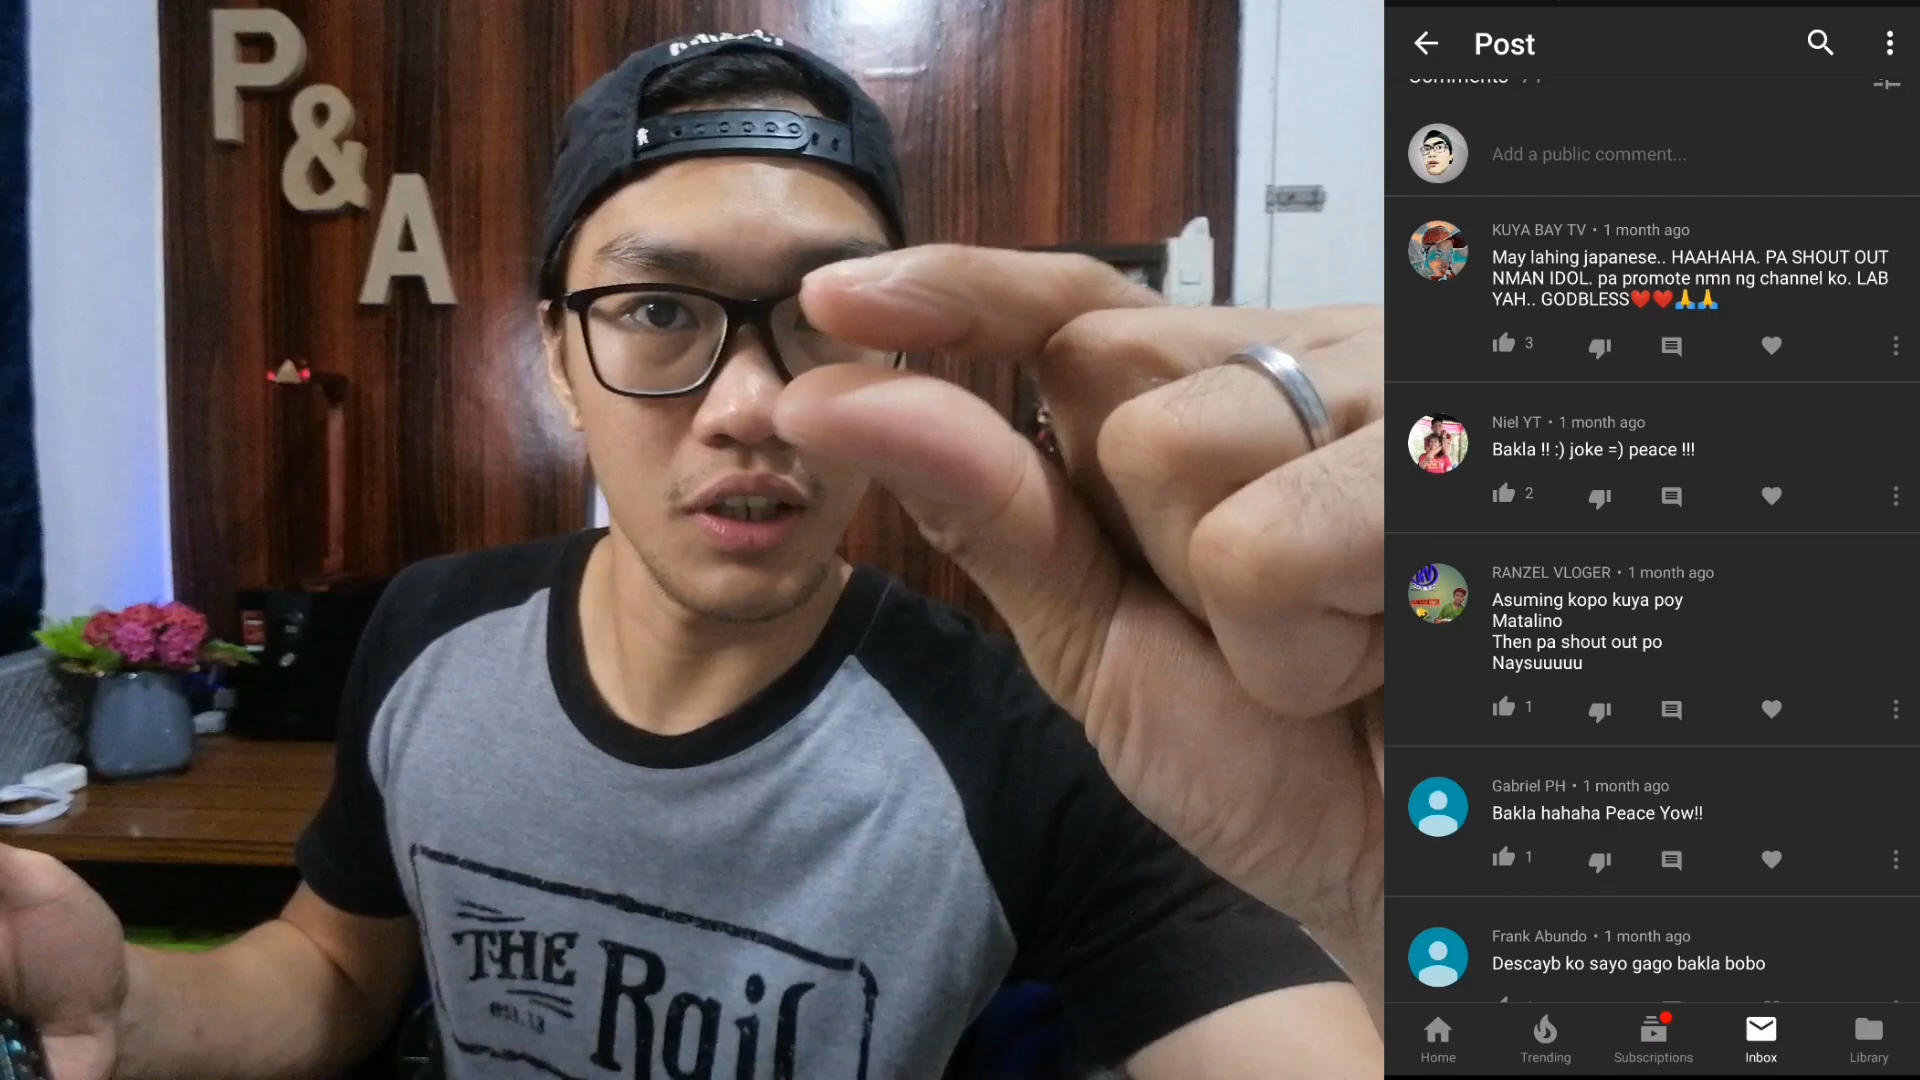 P
&
A
THE Rail
Post
Add a public comment...
KUYA BAY TV • 1 month ago
May lahing japanese.. HAAHAHA. PA SHOUT OUT
NMAN IDOL. pa promote nmn ng channel ko. LAB
YAH.. GODBLESS❤️❤️🙏🙏
3
Niel YT • 1 month ago
Bakla !! :) joke =) peace !!!
2
RANZEL VLOGER • 1 month ago
Asuming kopo kuya poy
Matalino
Then pa shout out po
Naysuuuuu
1
Gabriel PH • 1 month ago
Bakla hahaha Peace Yow!!
1
Frank Abundo • 1 month ago
Descayb ko sayo gago bakla bobo
Home
Trending
Subscriptions
Inbox
Library